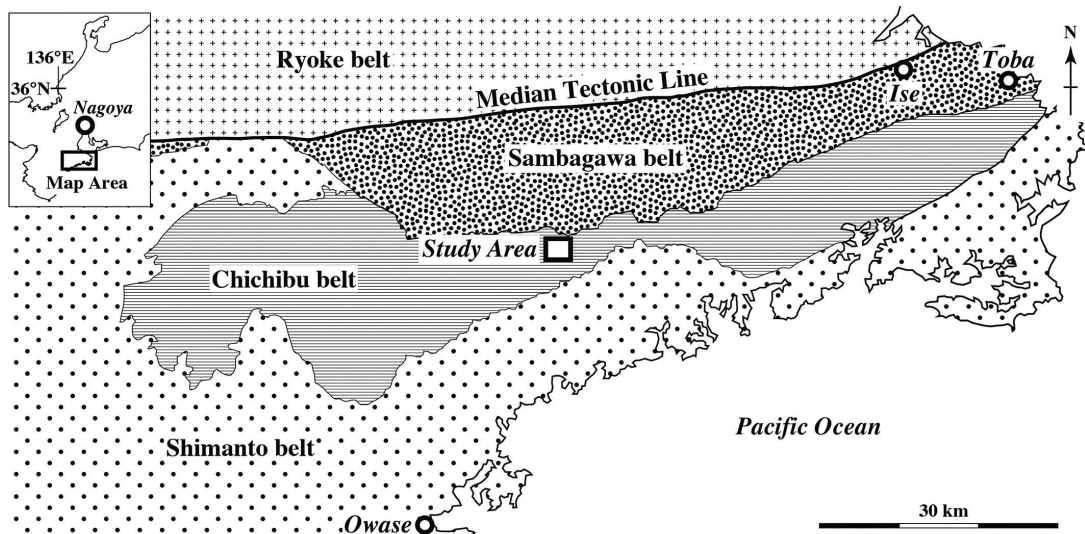 136°E
36°N
Nagoya
Map Area
Ryoke belt
Median Tectonic Line
Ise
Toba
N
Sambagawa belt
Study Area
Chichibu belt
Shimanto belt
Pacific Ocean
Owase
30 km